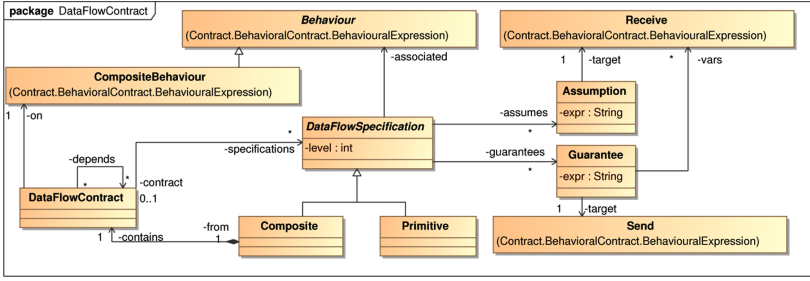 package DataFlowContract
Behaviour
(Contract.BehavioralContract.BehaviouralExpression)
Receive
(Contract.BehavioralContract.BehaviouralExpression)
-associated
1
-target
*
-vars
CompositeBehaviour
(Contract.BehavioralContract.BehaviouralExpression)
Assumption
-expr : String
1
-on
-assumes
*
DataFlowSpecification
-level : int
*
-specifications
-guarantees
*
Guarantee
-expr : String
-depends
*
*
-contract
0..1
DataFlowContract
1
-target
1
-contains
-from
1
Composite
Primitive
Send
(Contract.BehavioralContract.BehaviouralExpression)